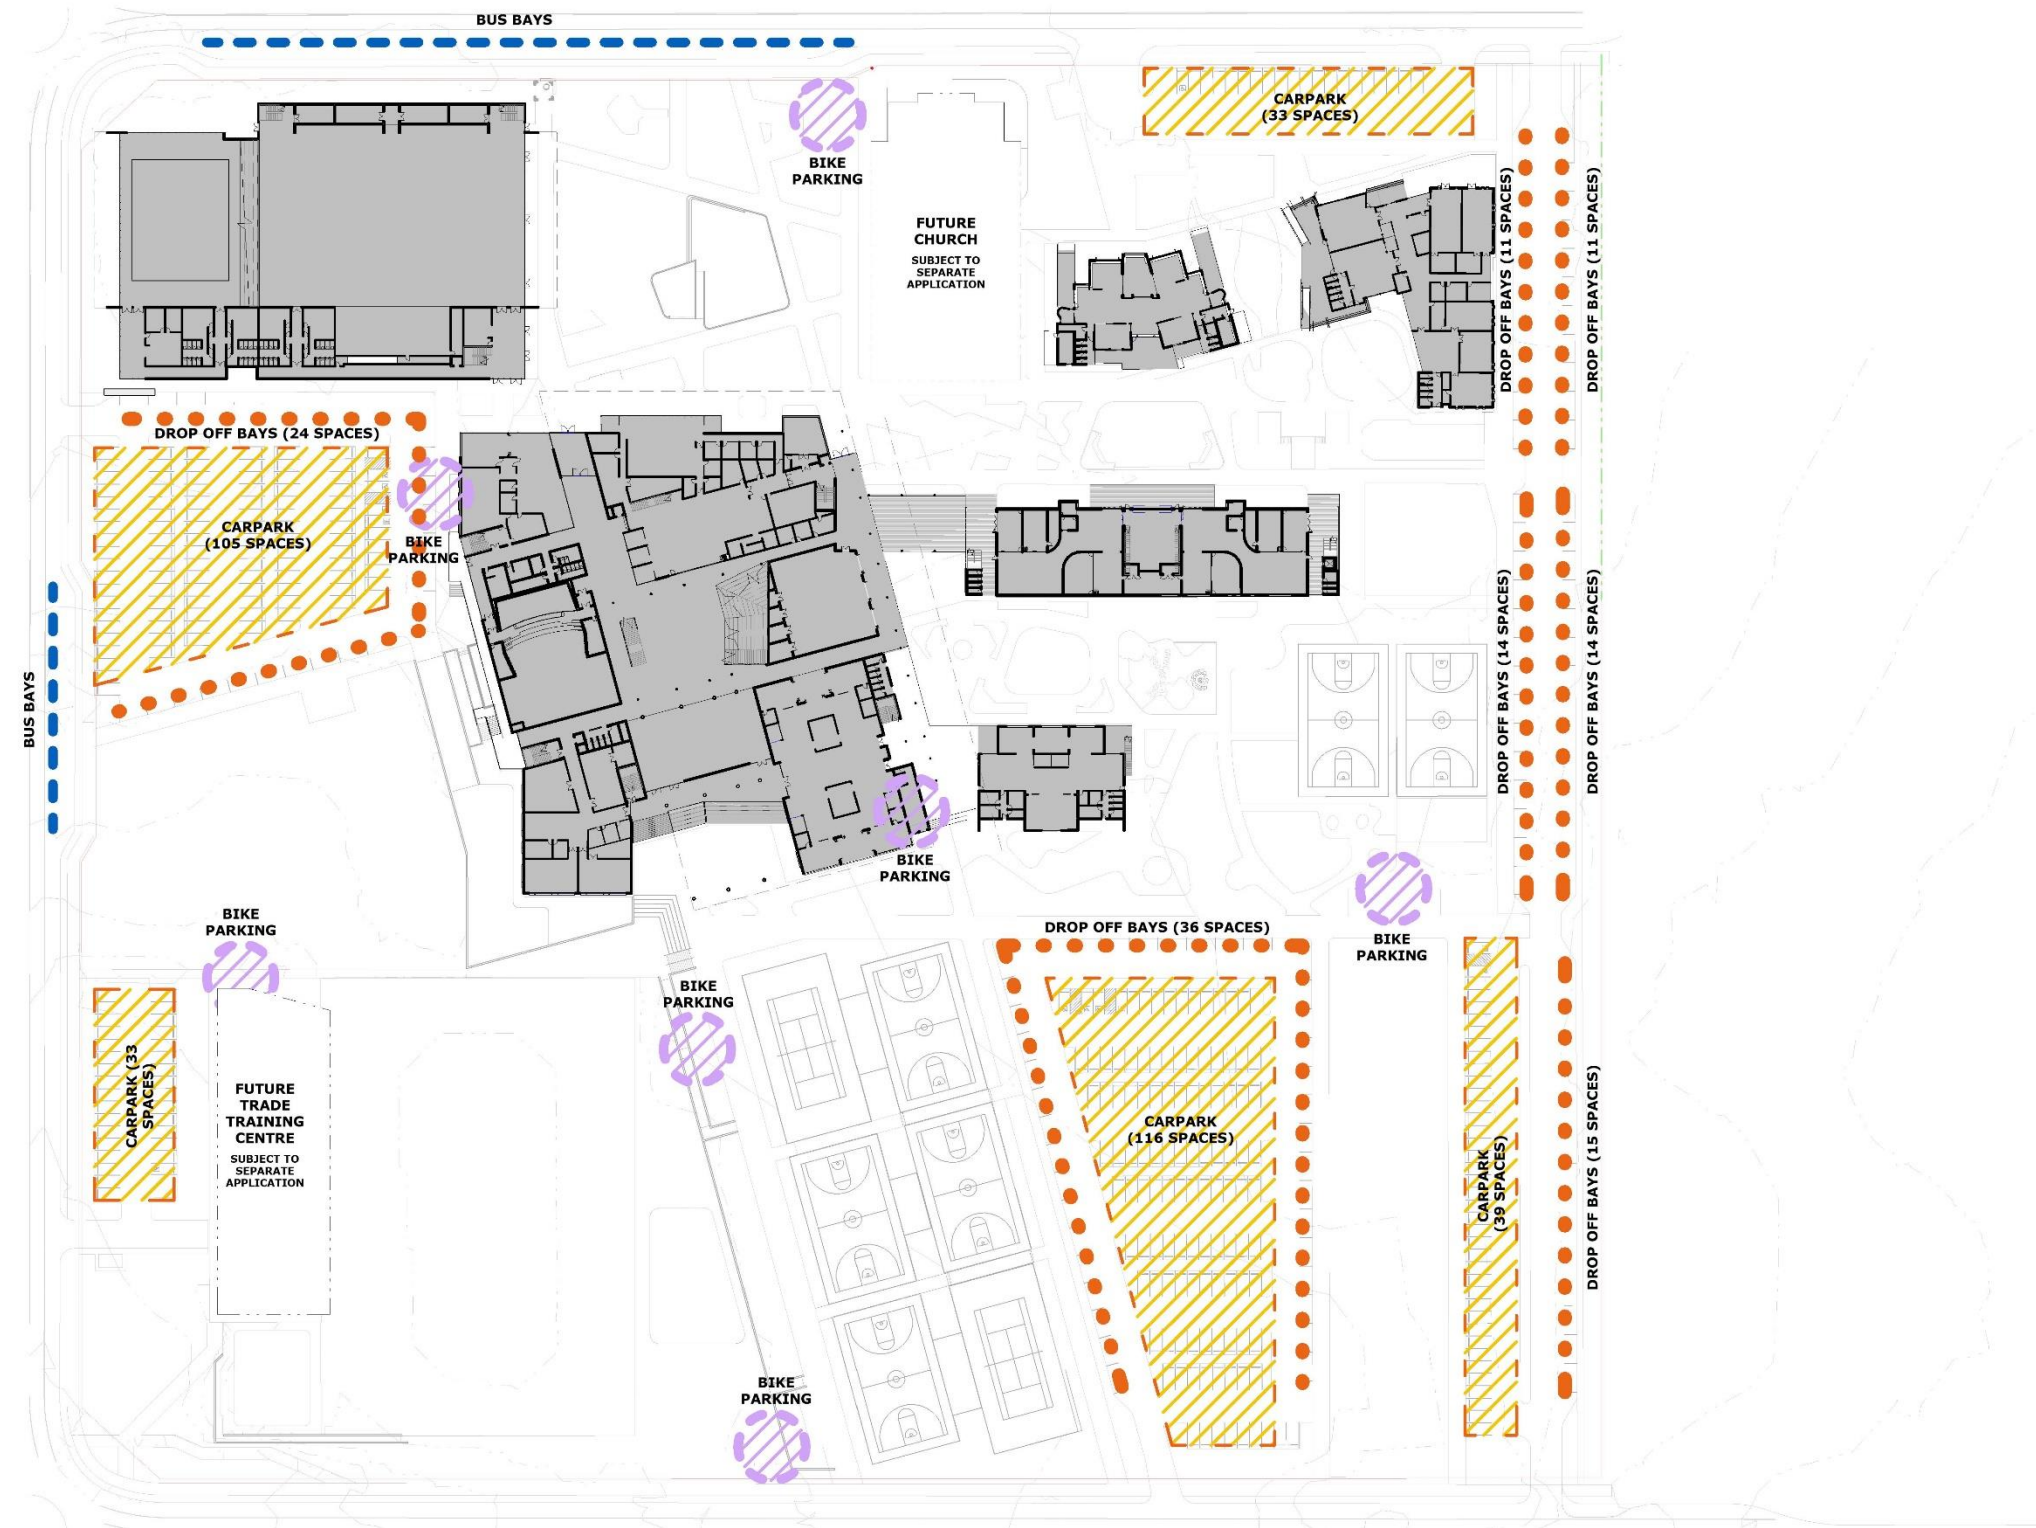 BUS BAYS
CARPARK
(33 SPACES)
BIKE
PARKING
FUTURE
CHURCH
SUBJECT TO
SEPARATE
APPLICATION
DROP OFF BAYS (11 SPACES)
DROP OFF BAYS (11 SPACES)
DROP OFF BAYS (24 SPACES)
CARPARK
(105 SPACES)
BIKE
PARKING
BUS BAYS
DROP OFF BAYS (14 SPACES)
DROP OFF BAYS (14 SPACES)
BIKE
PARKING
BIKE
PARKING
DROP OFF BAYS (36 SPACES)
BIKE
PARKING
BIKE
PARKING
CARPARK (33
SPACES)
FUTURE
TRADE
TRAINING
CENTRE
SUBJECT TO
SEPARATE
APPLICATION
CARPARK
(116 SPACES)
CARPARK
(39 SPACES)
DROP OFF BAYS (15 SPACES)
BIKE
PARKING